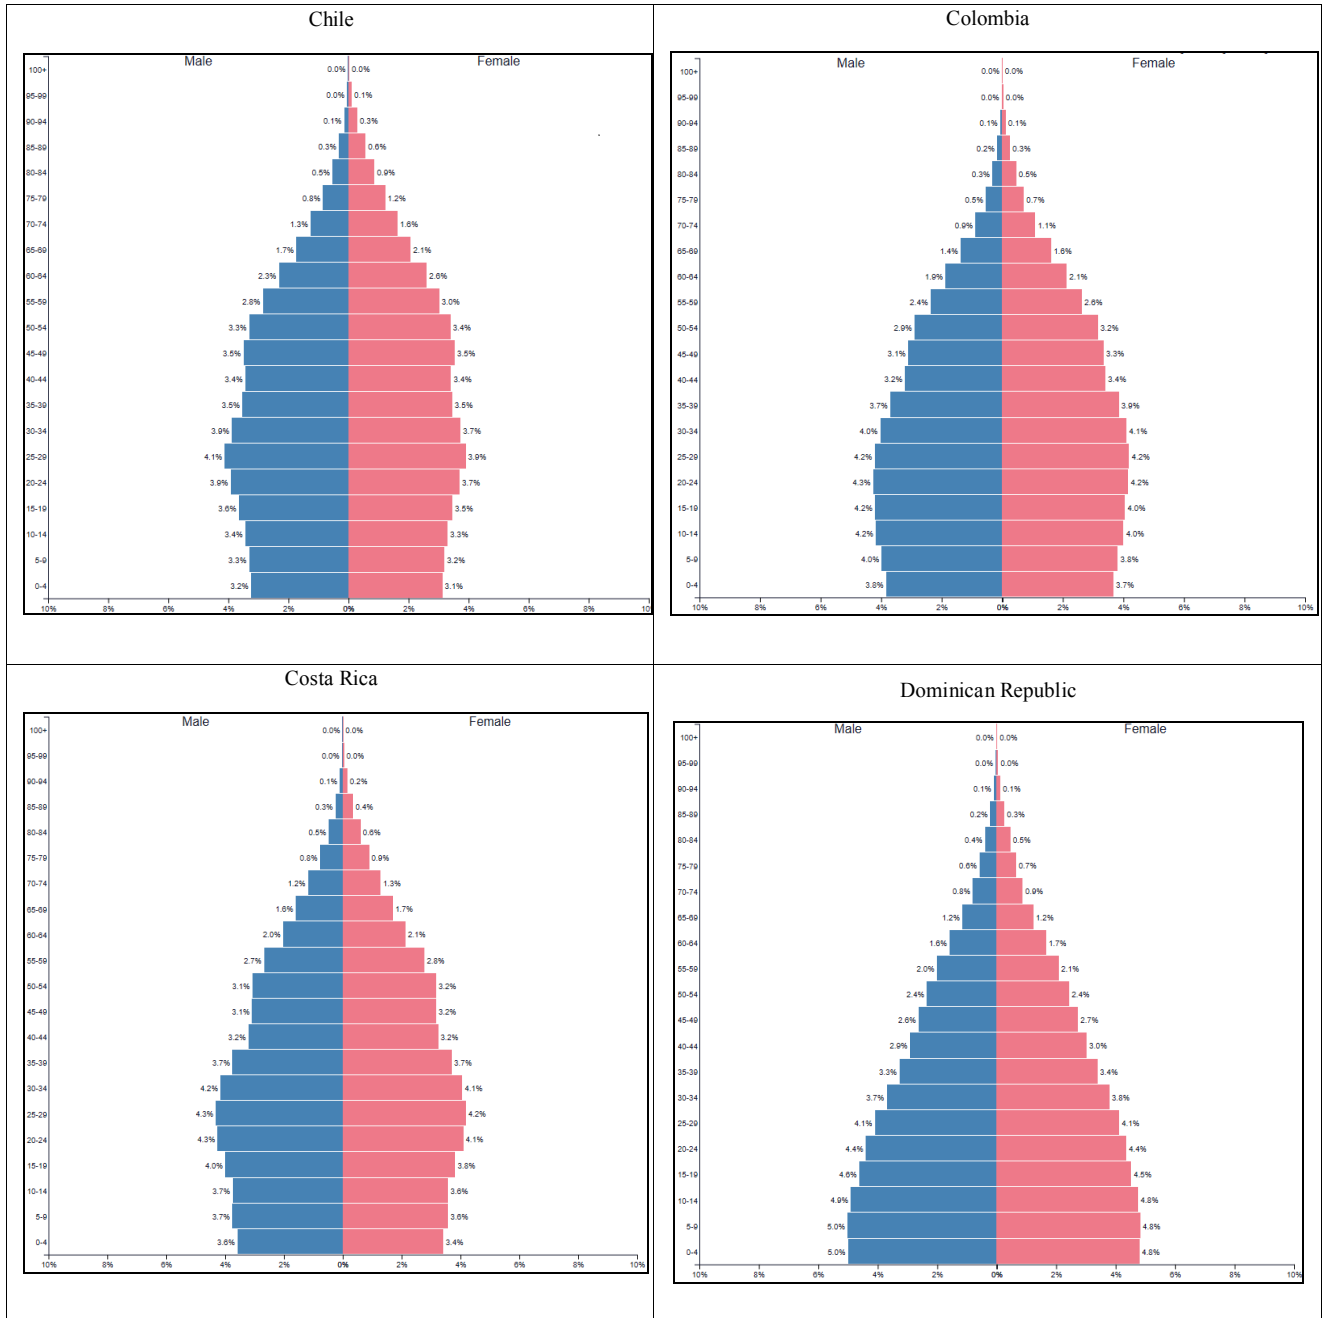 Chile
Male Female
100+ 0.0% 0.0%
95-99 0.0% 0.1%
90-94 0.1% 0.3%
85-89 0.3% 0.6%
80-84 0.5% 0.9%
75-79 0.8% 1.2%
70-74 1.3% 1.6%
65-69 1.7% 2.1%
60-64 2.3% 2.6%
55-59 2.8% 3.0%
50-54 3.3% 3.4%
45-49 3.5% 3.5%
40-44 3.4% 3.4%
35-39 3.5% 3.5%
30-34 3.9% 3.7%
25-29 4.1% 3.9%
20-24 3.9% 3.7%
15-19 3.6% 3.5%
10-14 3.4% 3.3%
5-9 3.3% 3.2%
0-4 3.2% 3.1%
10% 8% 6% 4% 2% 0% 2% 4% 6% 8% 10%
Colombia
Male Female
100+ 0.0% 0.0%
95-99 0.0% 0.0%
90-94 0.1% 0.1%
85-89 0.2% 0.3%
80-84 0.3% 0.5%
75-79 0.5% 0.7%
70-74 0.9% 1.1%
65-69 1.4% 1.6%
60-64 1.9% 2.1%
55-59 2.4% 2.6%
50-54 2.9% 3.2%
45-49 3.1% 3.3%
40-44 3.2% 3.4%
35-39 3.7% 3.9%
30-34 4.0% 4.1%
25-29 4.2% 4.2%
20-24 4.3% 4.2%
15-19 4.2% 4.0%
10-14 4.2% 4.0%
5-9 4.0% 3.8%
0-4 3.8% 3.7%
10% 8% 6% 4% 2% 0% 2% 4% 6% 8% 10%
Costa Rica
Male Female
100+ 0.0% 0.0%
95-99 0.0% 0.0%
90-94 0.1% 0.2%
85-89 0.3% 0.4%
80-84 0.5% 0.6%
75-79 0.8% 0.9%
70-74 1.2% 1.3%
65-69 1.6% 1.7%
60-64 2.0% 2.1%
55-59 2.7% 2.8%
50-54 3.1% 3.2%
45-49 3.1% 3.2%
40-44 3.2% 3.2%
35-39 3.7% 3.7%
30-34 4.2% 4.1%
25-29 4.3% 4.2%
20-24 4.3% 4.1%
15-19 4.0% 3.8%
10-14 3.7% 3.6%
5-9 3.7% 3.6%
0-4 3.6% 3.4%
10% 8% 6% 4% 2% 0% 2% 4% 6% 8% 10%
Dominican Republic
Male Female
100+ 0.0% 0.0%
95-99 0.0% 0.0%
90-94 0.1% 0.1%
85-89 0.2% 0.3%
80-84 0.4% 0.5%
75-79 0.6% 0.7%
70-74 0.8% 0.9%
65-69 1.2% 1.2%
60-64 1.6% 1.7%
55-59 2.0% 2.1%
50-54 2.4% 2.4%
45-49 2.6% 2.7%
40-44 2.9% 3.0%
35-39 3.3% 3.4%
30-34 3.7% 3.8%
25-29 4.1% 4.1%
20-24 4.4% 4.4%
15-19 4.6% 4.5%
10-14 4.9% 4.8%
5-9 5.0% 4.8%
0-4 5.0% 4.8%
10% 8% 6% 4% 2% 0% 2% 4% 6% 8% 10%